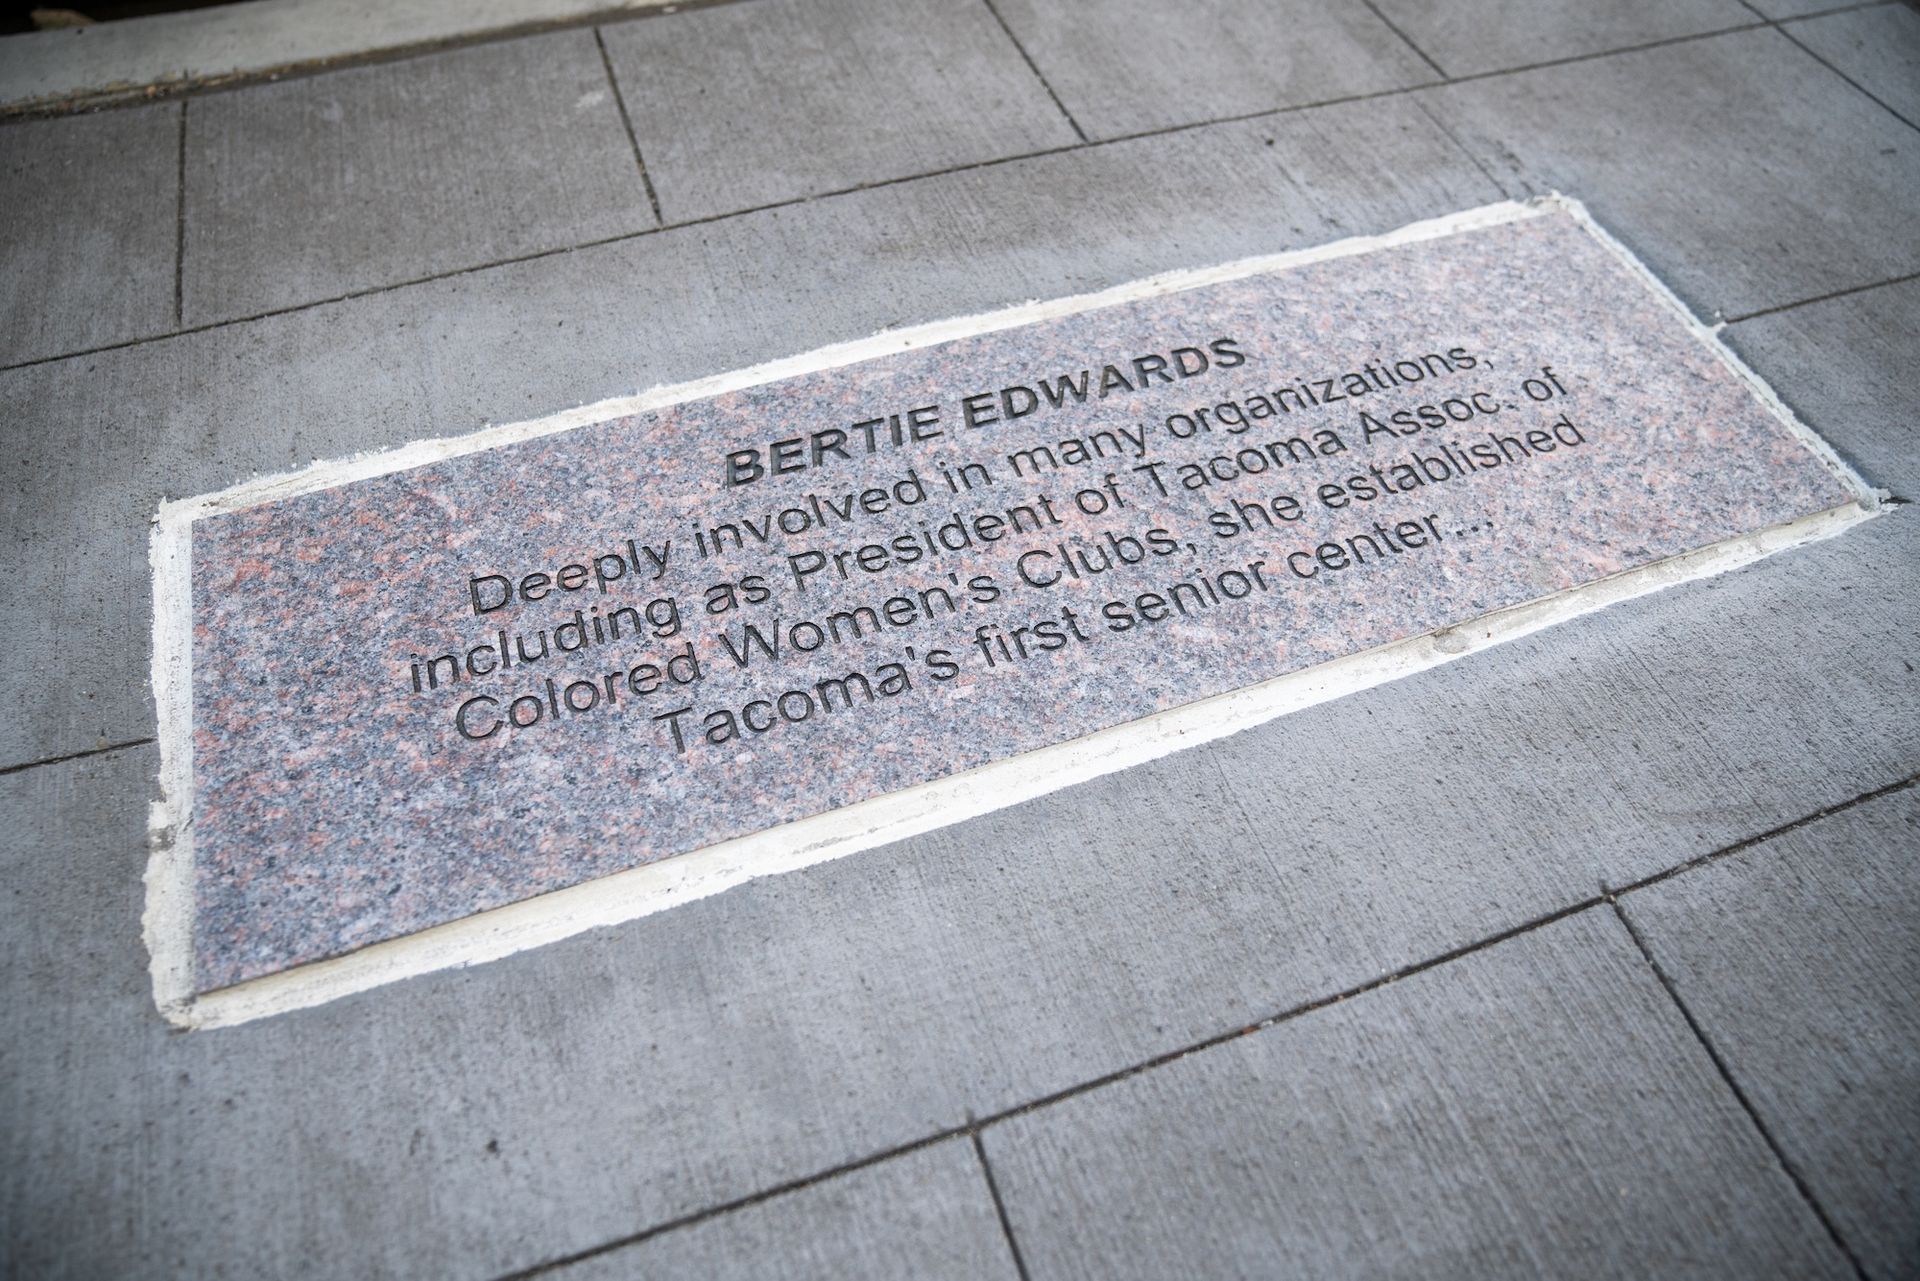 BERTIE EDWARDS
Deeply involved in many organizations,
including as President of Tacoma Assoc. of
Colored Women's Clubs, she established
Tacoma's first senior center...